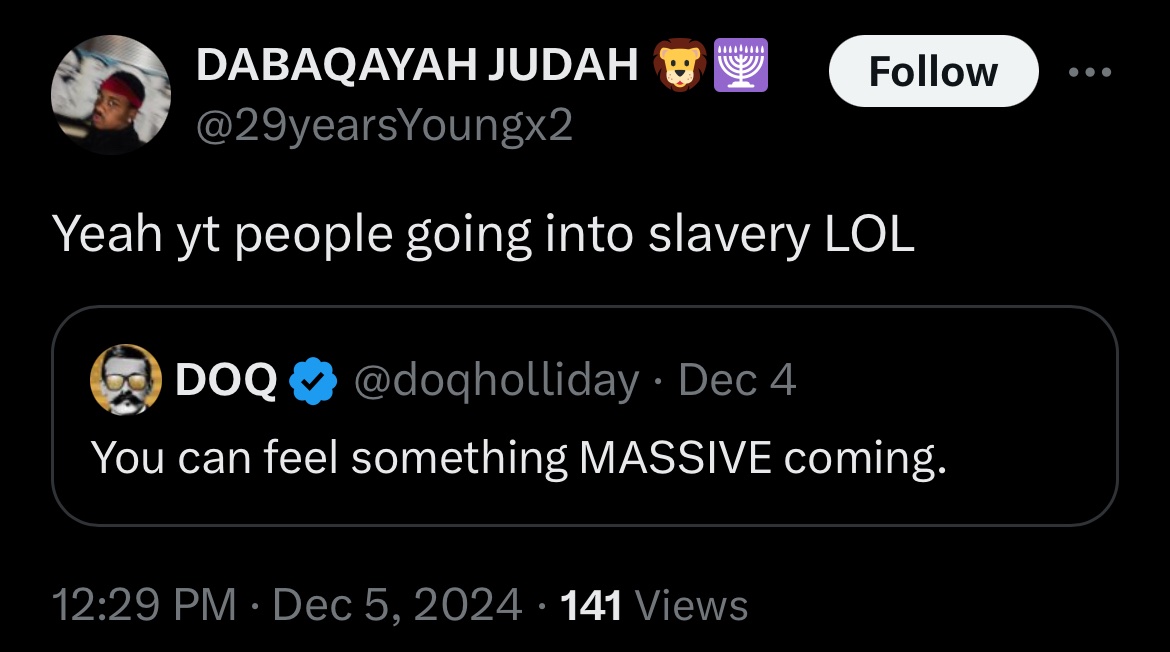 DABAQAYAH JUDAH 🦁🕎
Follow
@29yearsYoungx2
Yeah yt people going into slavery LOL
DOQ @doqholliday · Dec 4
You can feel something MASSIVE coming.
12:29 PM · Dec 5, 2024 · 141 Views